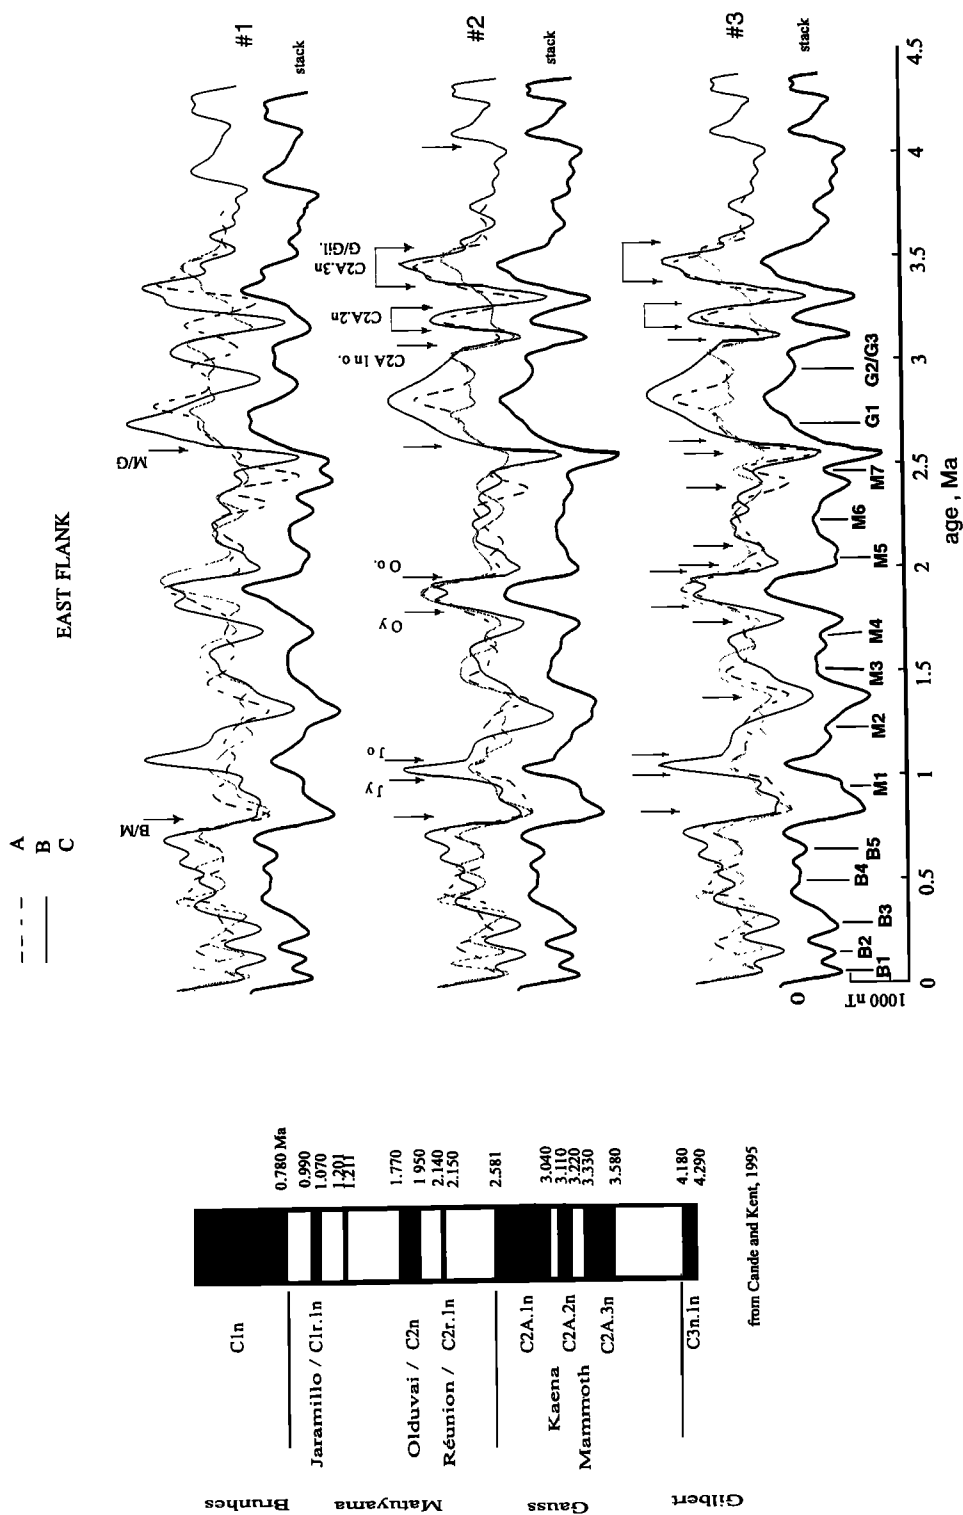 EAST FLANK
A
B
C
#1
stack
B/M
M/G
#2
stack
J y
J o
O y
O o.
C2A 1n o.
C2A.2n
C2A.3n
G/Gil.
#3
stack
0
1000 nT
B1
B2
B3
B4
B5
M1
M2
M3
M4
M5
M6
M7
G1
G2/G3
0
0.5
1
1.5
2
2.5
3
3.5
4
4.5
age , Ma
0.780 Ma
0.990
1.070
1.201
1.211
1.770
1 950
2.140
2.150
2.581
3.040
3.110
3.220
3.330
3.580
4.180
4.290
C1n
Jaramillo / C1r.1n
Olduvai / C2n
Réunion / C2r.1n
C2A.1n
Kaena
C2A.2n
Mammoth
C2A.3n
C3n.1n
Brunhes
Matuyama
Gauss
Gilbert
from Cande and Kent, 1995